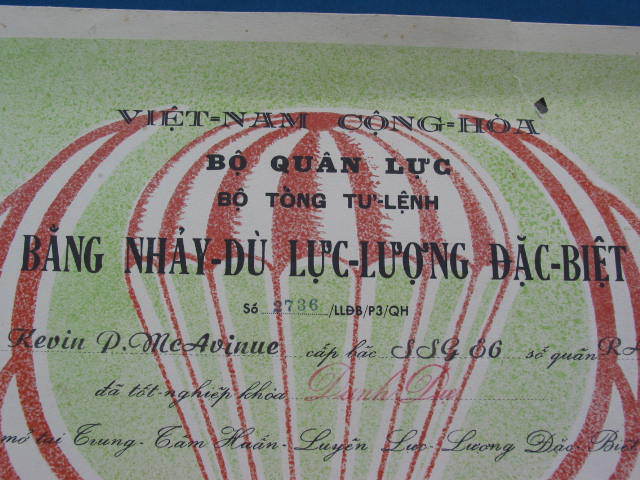 VIỆT=NAM CỘNG=HÒA
BỘ QUÂN LỰC
BỘ TỔNG TƯ-LỆNH
BẰNG NHẢY-DÙ LỰC-LƯỢNG ĐẶC-BIỆT
Số 2736 /LLĐB/P3/QH
Kevin P. McAvinue cấp bác SSG E6 số quân RA
đã tốt-nghiệp khóa Danh Dự
mở tại Trung-Tâm Huấn-Luyện Lực-Lượng Đặc-Biệt